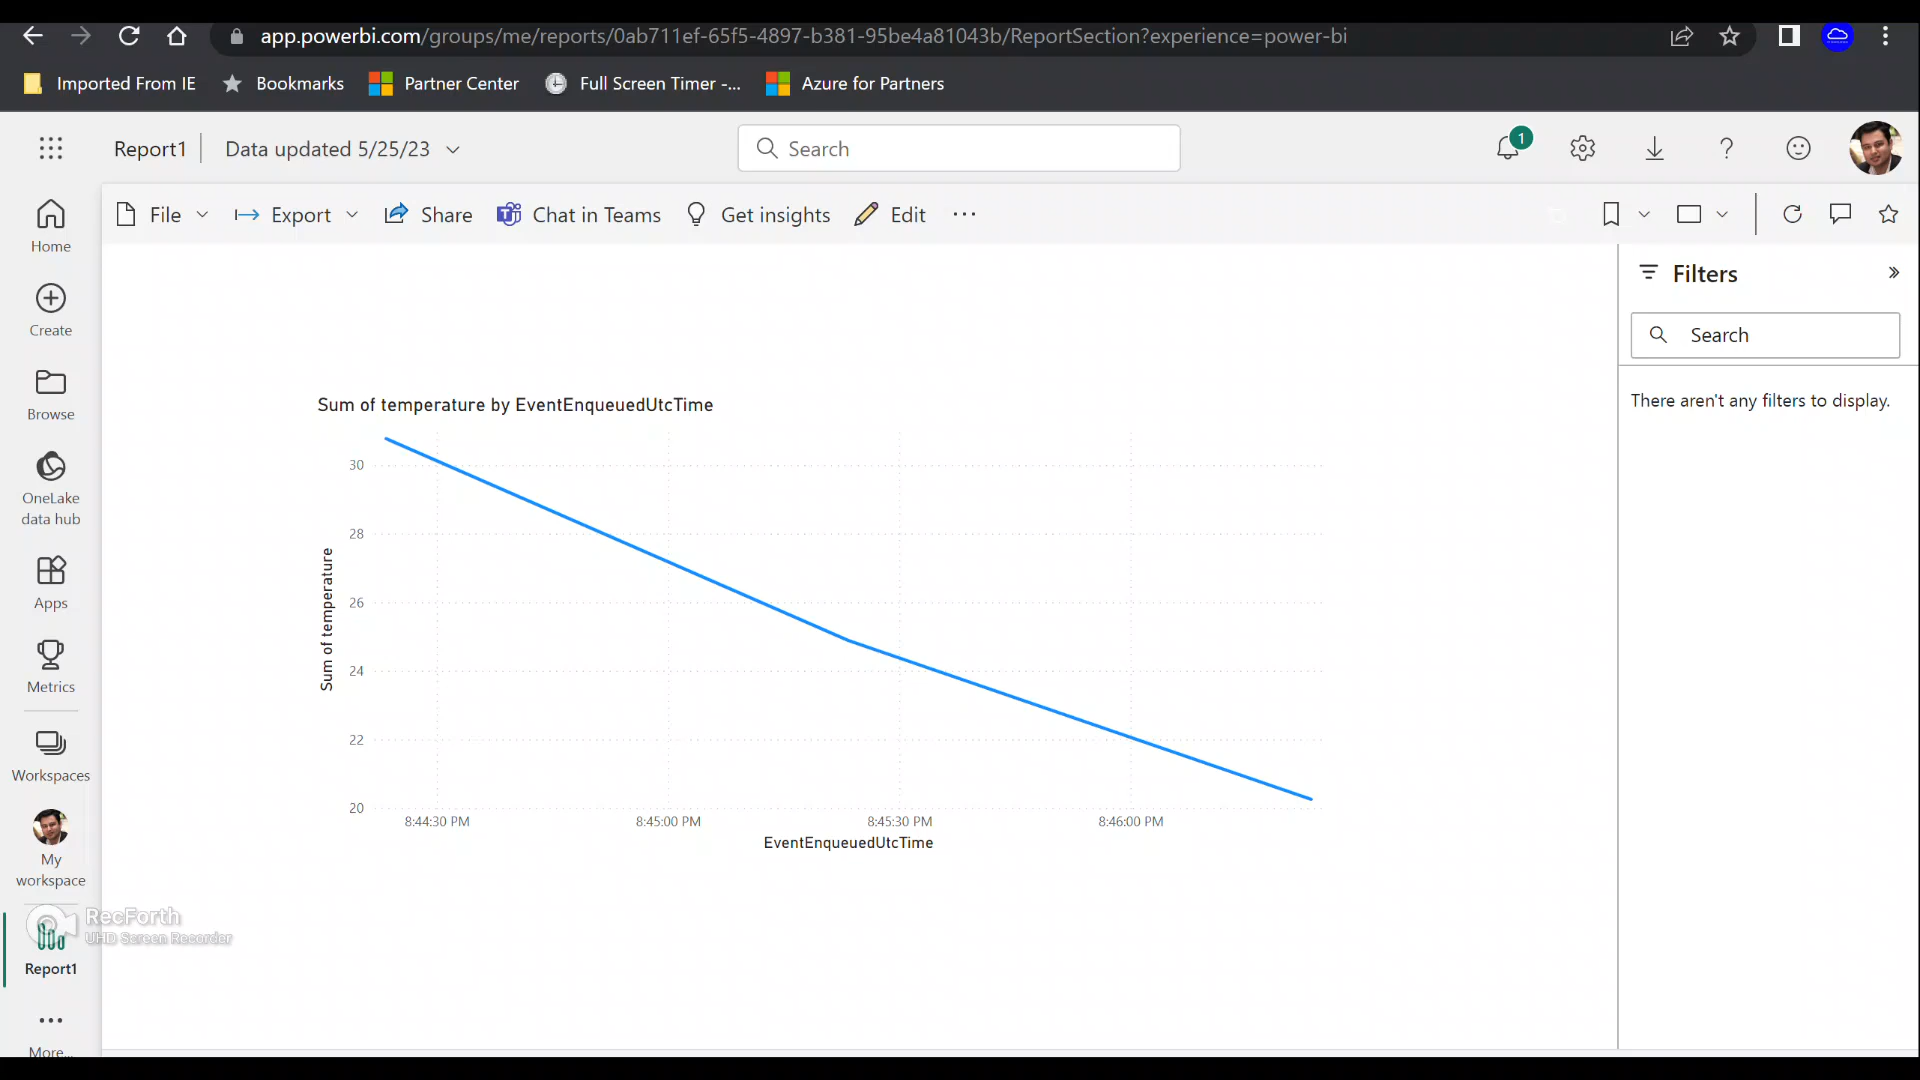 app.powerbi.com/groups/me/reports/0ab711ef-65f5-4897-b381-95be4a81043b/ReportSection?experience=power-bi
Imported From IE
Bookmarks
Partner Center
Full Screen Timer -...
Azure for Partners
Report1
Data updated 5/25/23
Search
1
File
Export
Share
Chat in Teams
Get insights
Edit
Home
Create
Browse
OneLake
data hub
Apps
Metrics
Workspaces
My
workspace
Report1
More...
RecForth
UHD Screen Recorder
Sum of temperature by EventEnqueuedUtcTime
Sum of temperature
30
28
26
24
22
20
8:44:30 PM
8:45:00 PM
8:45:30 PM
8:46:00 PM
EventEnqueuedUtcTime
Filters
Search
There aren't any filters to display.